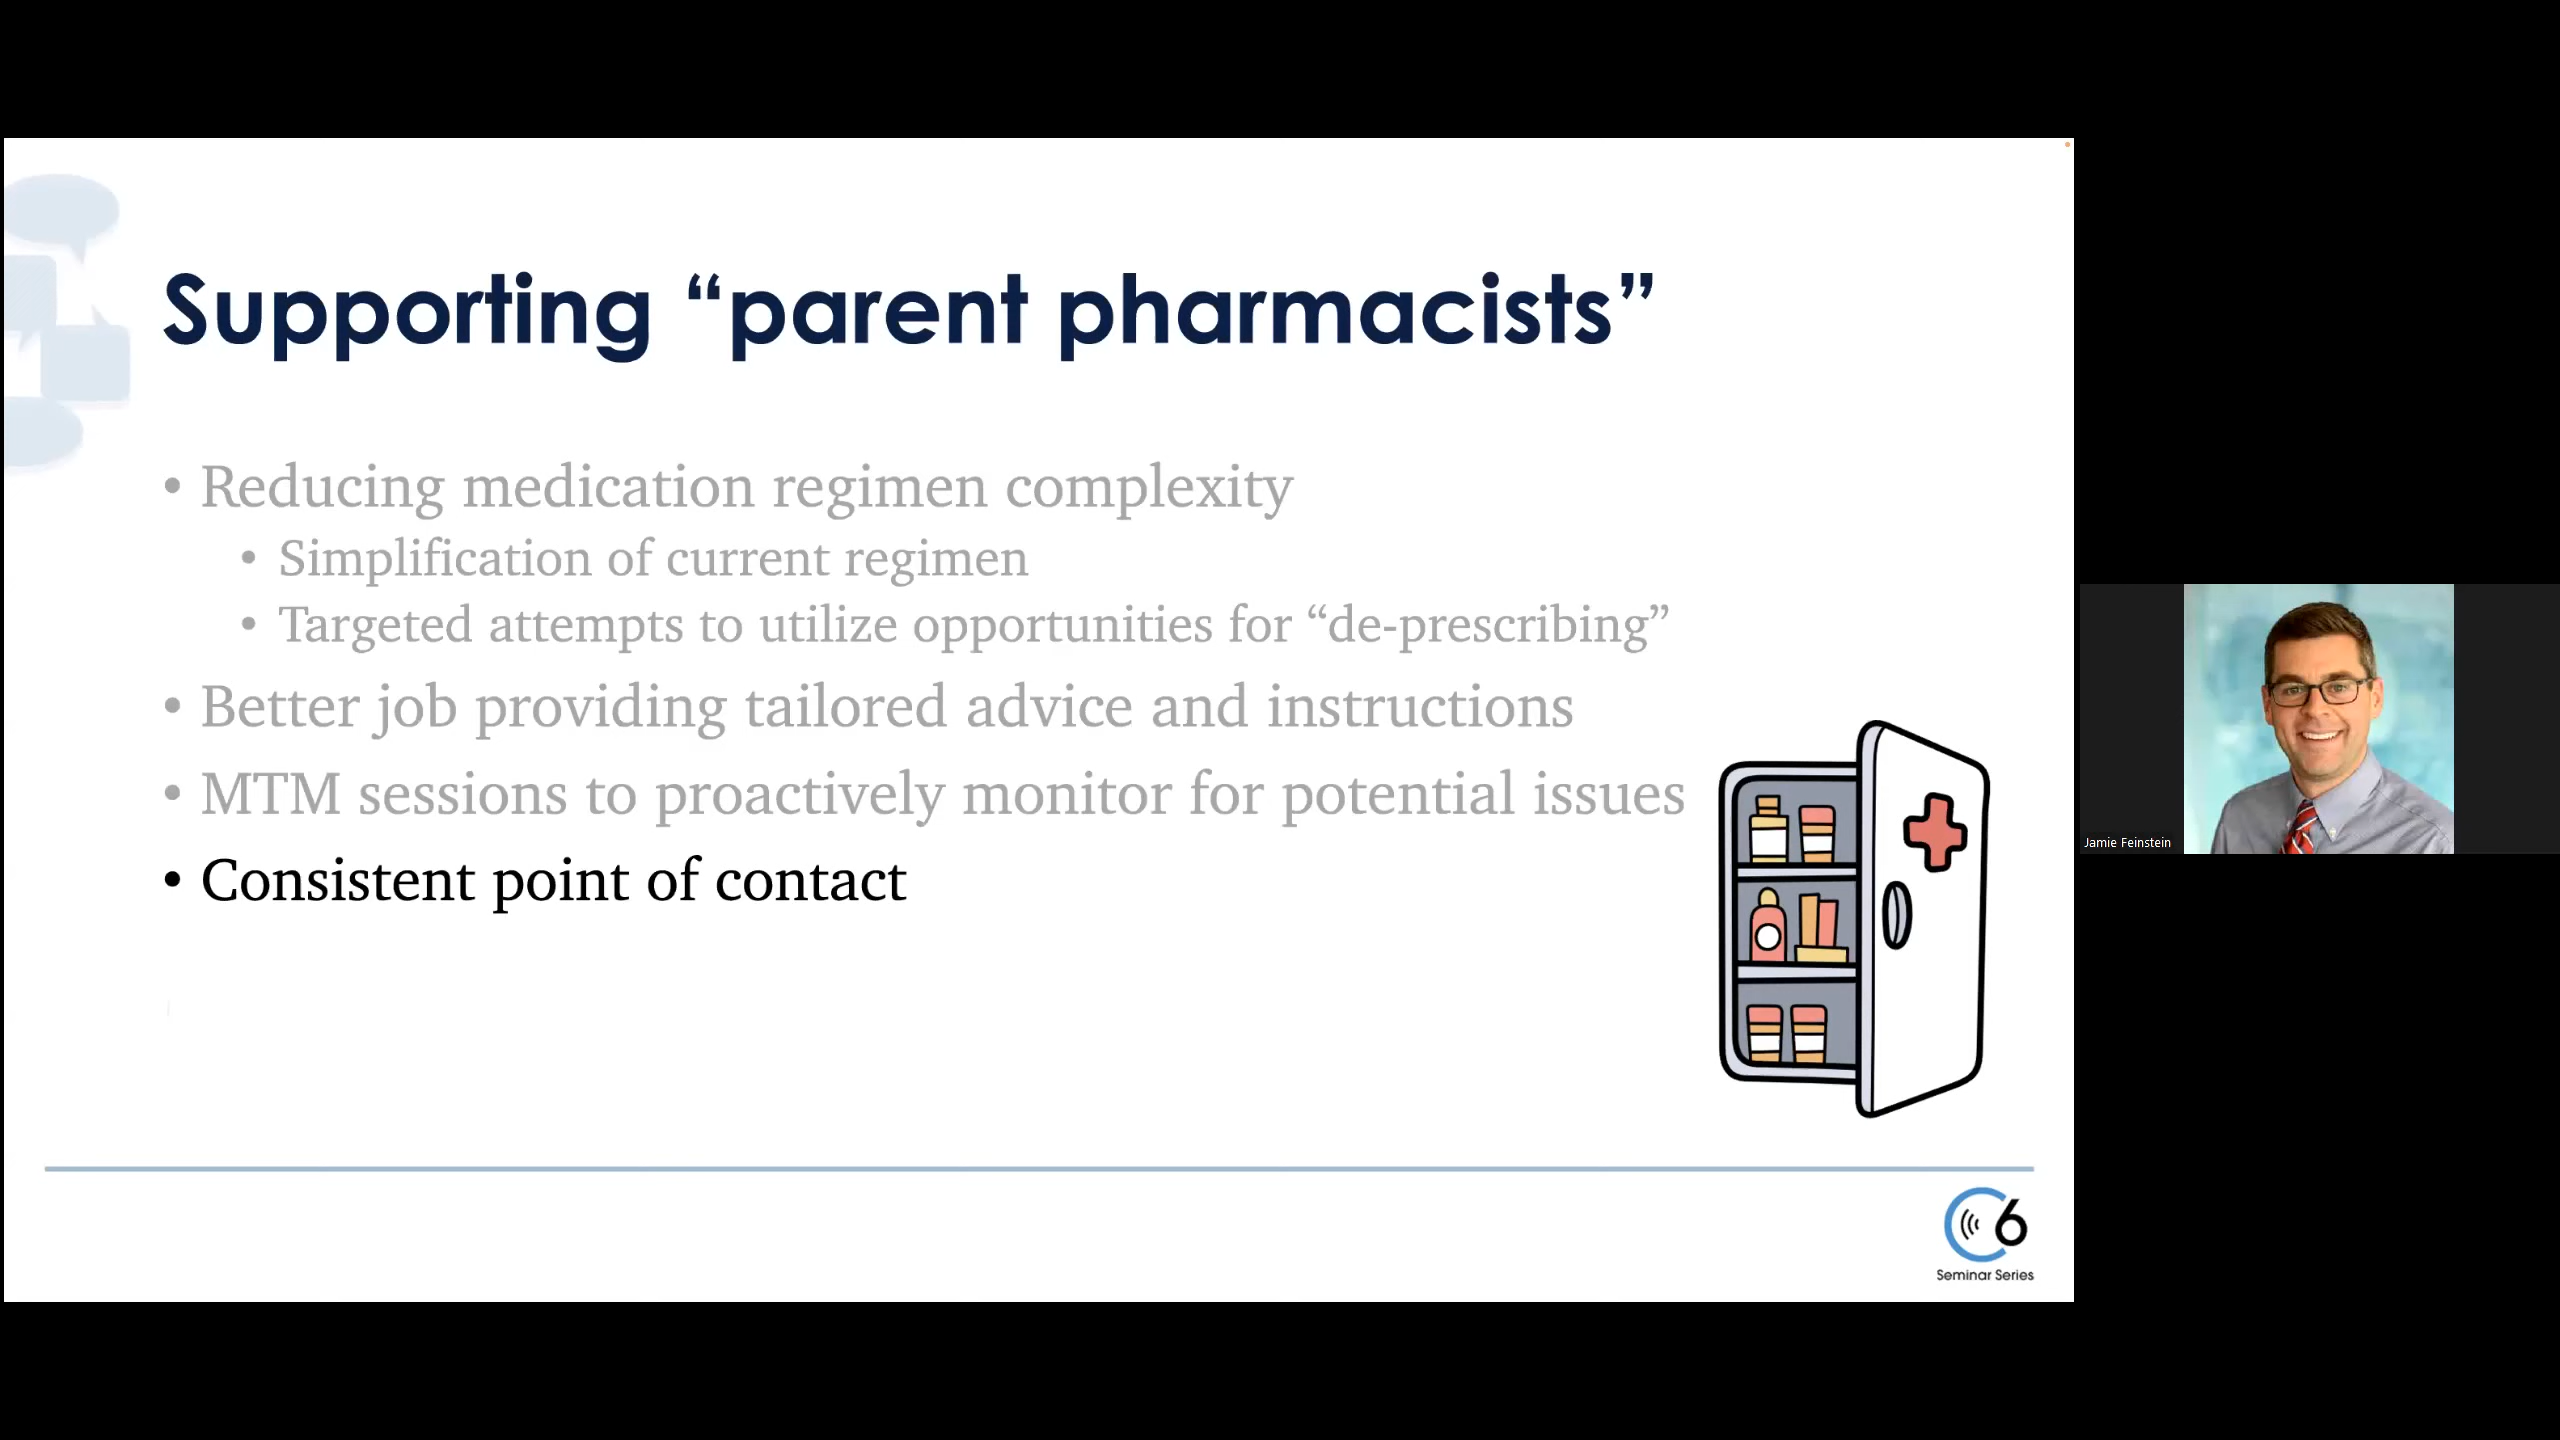 Supporting “parent pharmacists”
• Reducing medication regimen complexity
• Simplification of current regimen
• Targeted attempts to utilize opportunities for “de-prescribing”
• Better job providing tailored advice and instructions
• MTM sessions to proactively monitor for potential issues
• Consistent point of contact
Jamie Feinstein
C6
Seminar Series